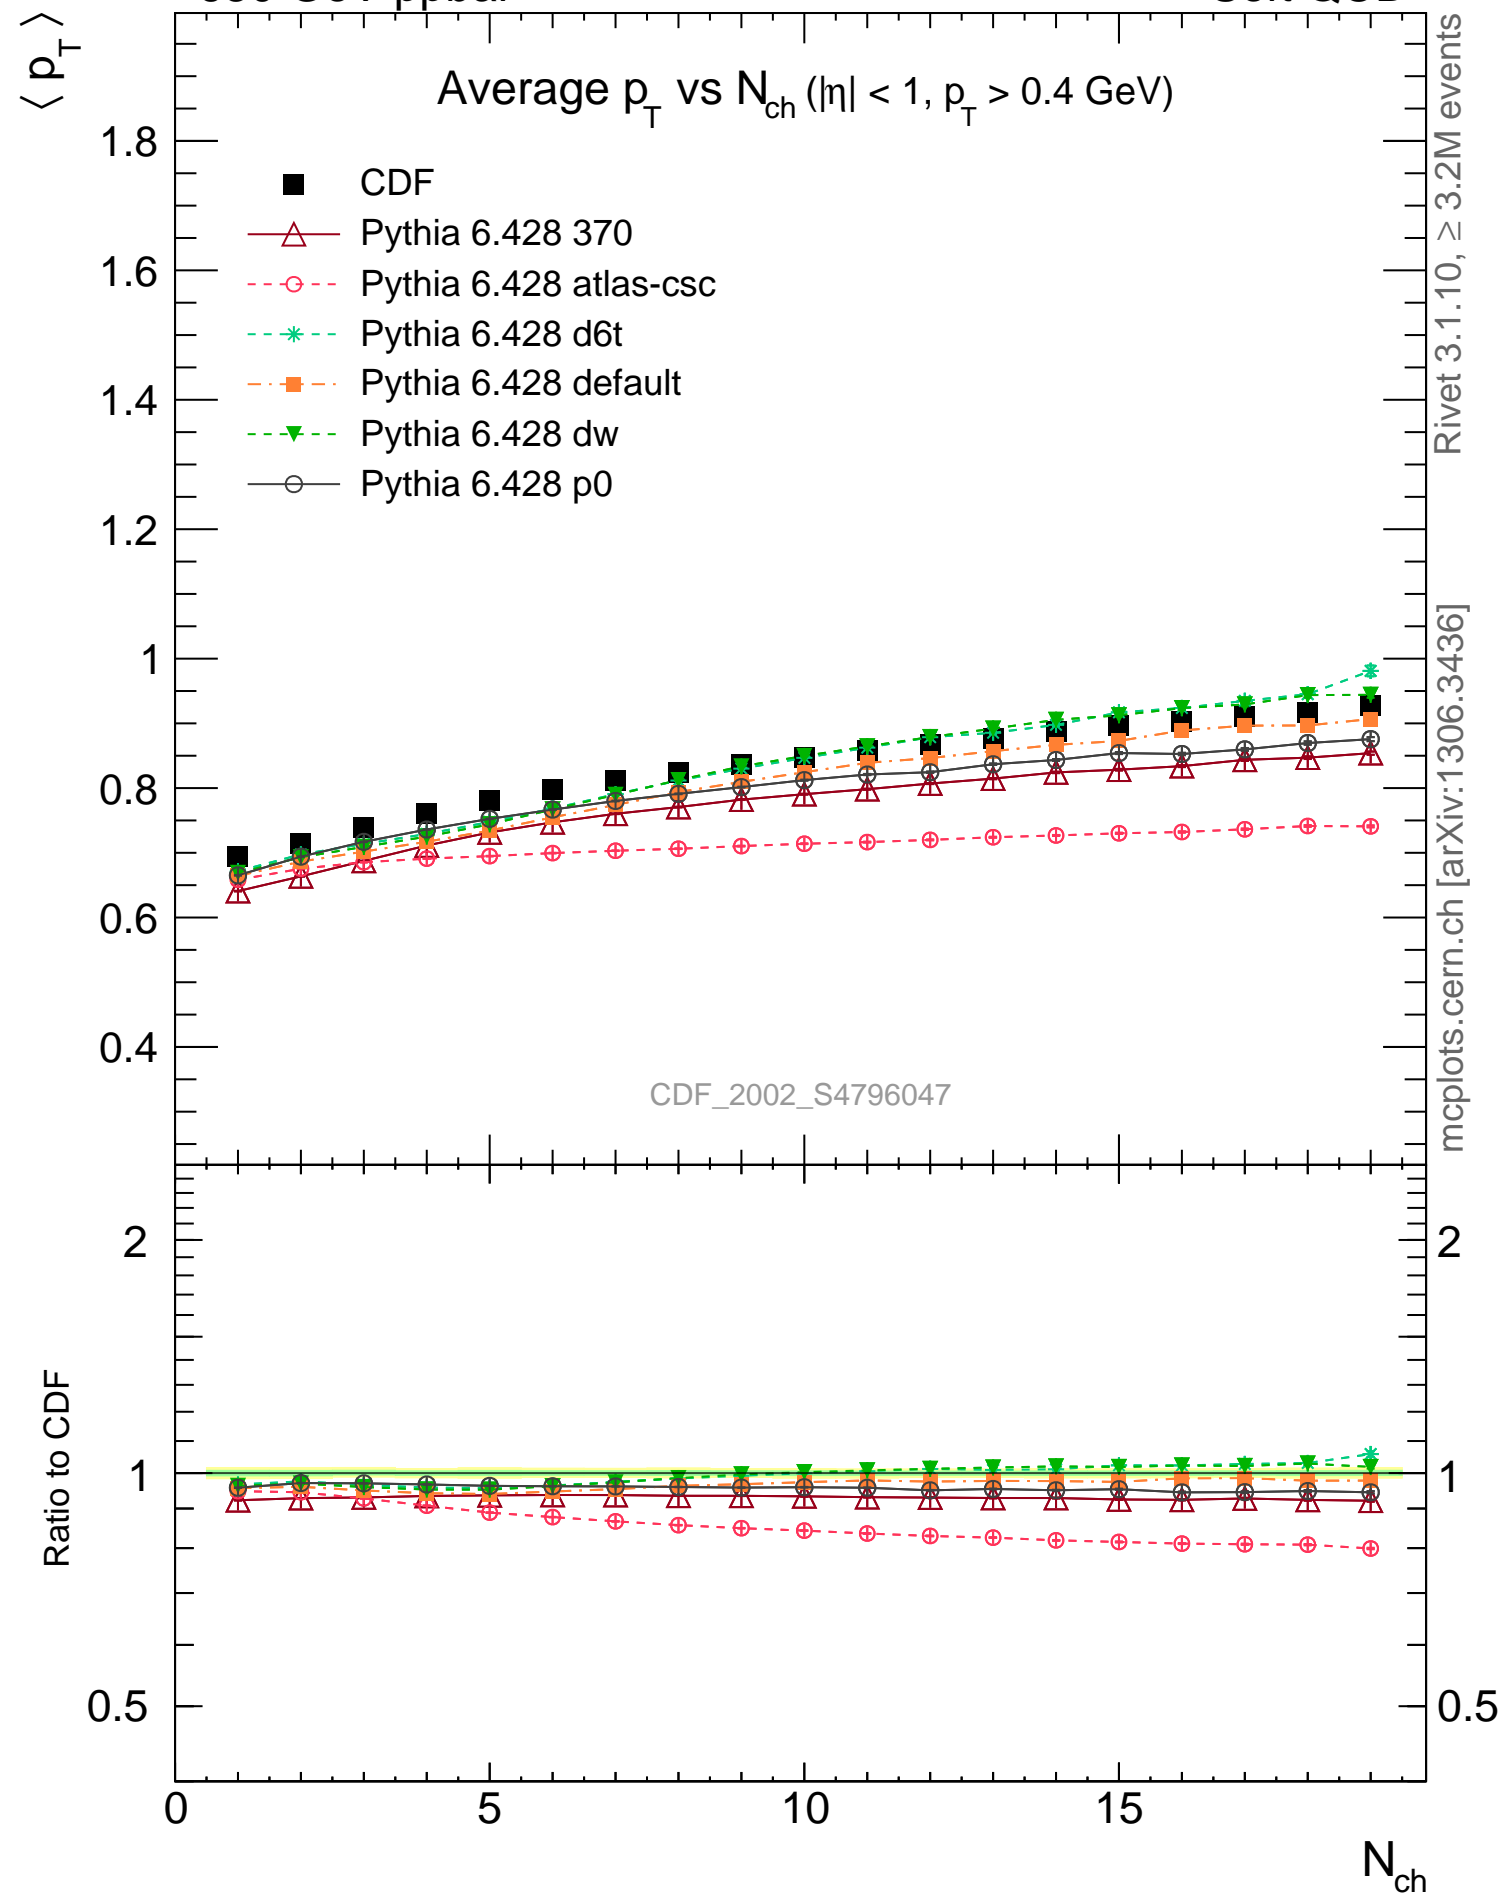 ⟨ p_T ⟩
Average p_T vs N_ch (|η| < 1, p_T > 0.4 GeV)
CDF
Pythia 6.428 370
Pythia 6.428 atlas-csc
Pythia 6.428 d6t
Pythia 6.428 default
Pythia 6.428 dw
Pythia 6.428 p0
1.8
1.6
1.4
1.2
1
0.8
0.6
0.4
CDF_2002_S4796047
Rivet 3.1.10, ≥ 3.2M events
mcplots.cern.ch [arXiv:1306.3436]
Ratio to CDF
2
1
0.5
2
1
0.5
0
5
10
15
N_ch